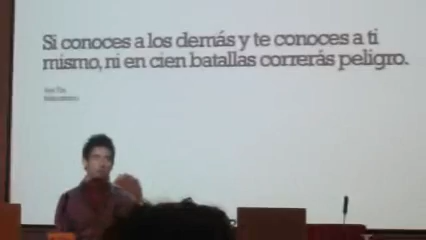 Si conoces a los demás y te conoces a ti
mismo, ni en cien batallas correrás peligro.